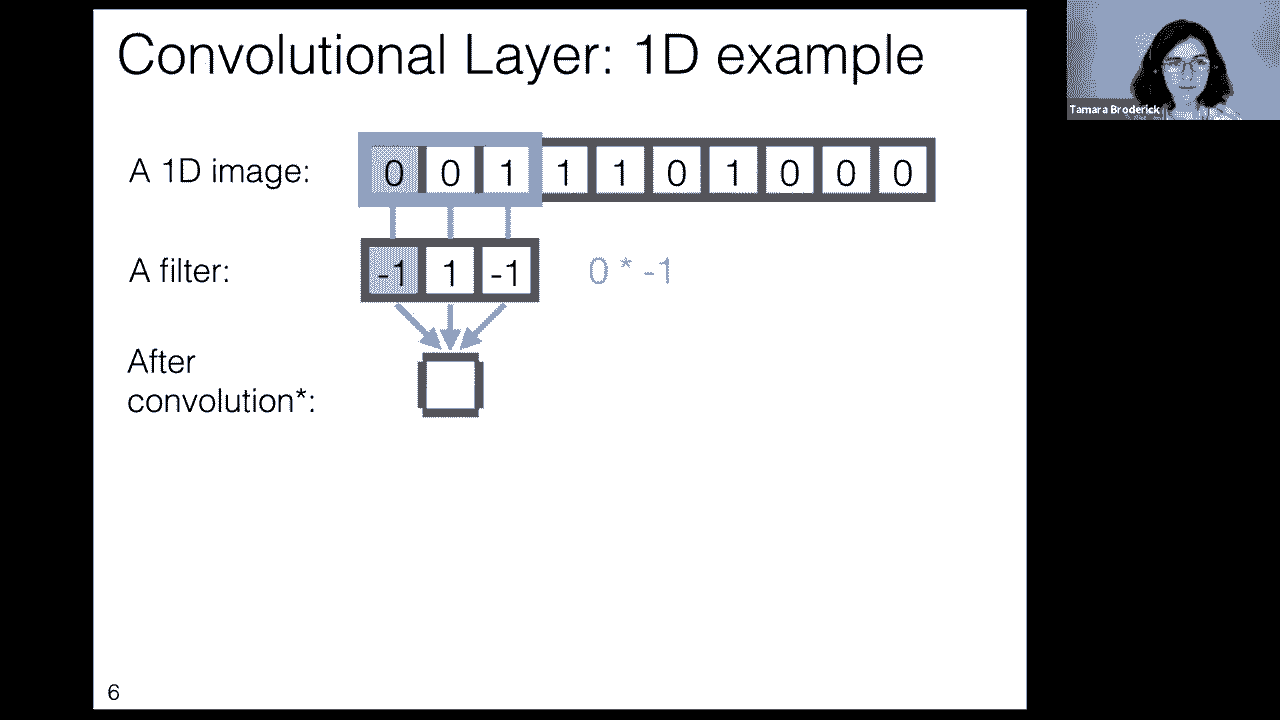 Convolutional Layer: 1D example
Tamara Broderick
A 1D image: 0 0 1 1 1 0 1 0 0 0
A filter: -1 1 -1 0 * -1
After
convolution*:
6